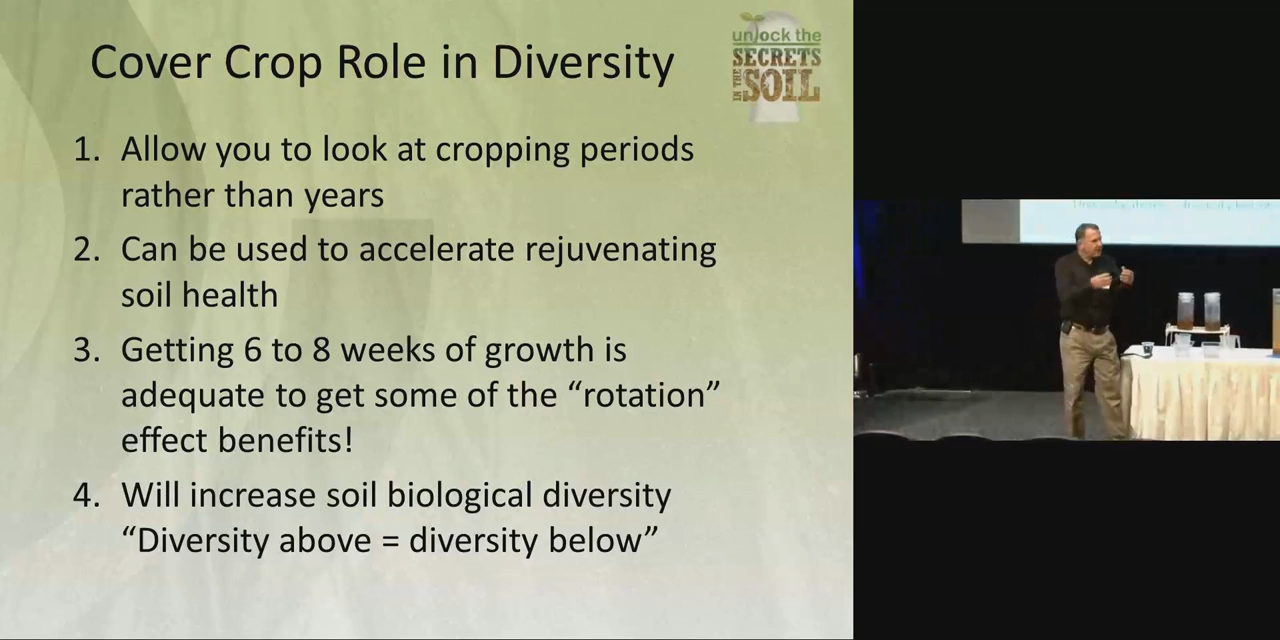 Cover Crop Role in Diversity
unlock the
SECRETS
IN THE
SOIL
1. Allow you to look at cropping periods
rather than years
2. Can be used to accelerate rejuvenating
soil health
3. Getting 6 to 8 weeks of growth is
adequate to get some of the “rotation”
effect benefits!
4. Will increase soil biological diversity
“Diversity above = diversity below”